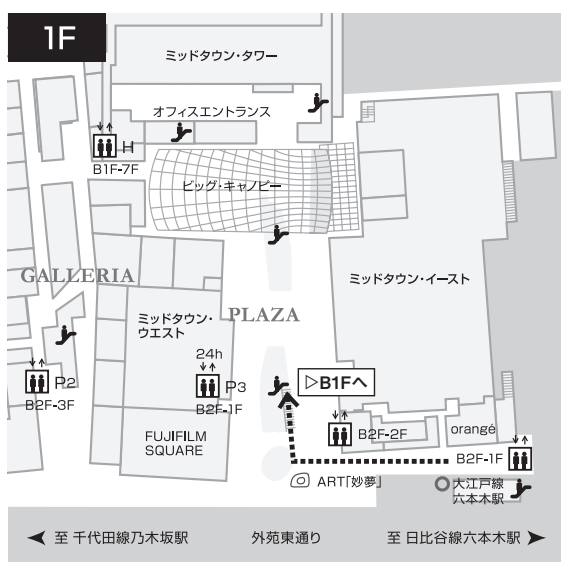 1F
ミッドタウン・タワー
オフィスエントランス
H
B1F-7F
ビッグ・キャノピー
GALLERIA
ミッドタウン・イースト
ミッドタウン・
ウエスト
PLAZA
24h
P2
B2F-3F
P3
B2F-1F
▷B1Fへ
FUJIFILM
SQUARE
B2F-2F
orangé
B2F-1F
ART「妙夢」
大江戸線
六本木駅
至 千代田線乃木坂駅
外苑東通り
至 日比谷線六本木駅